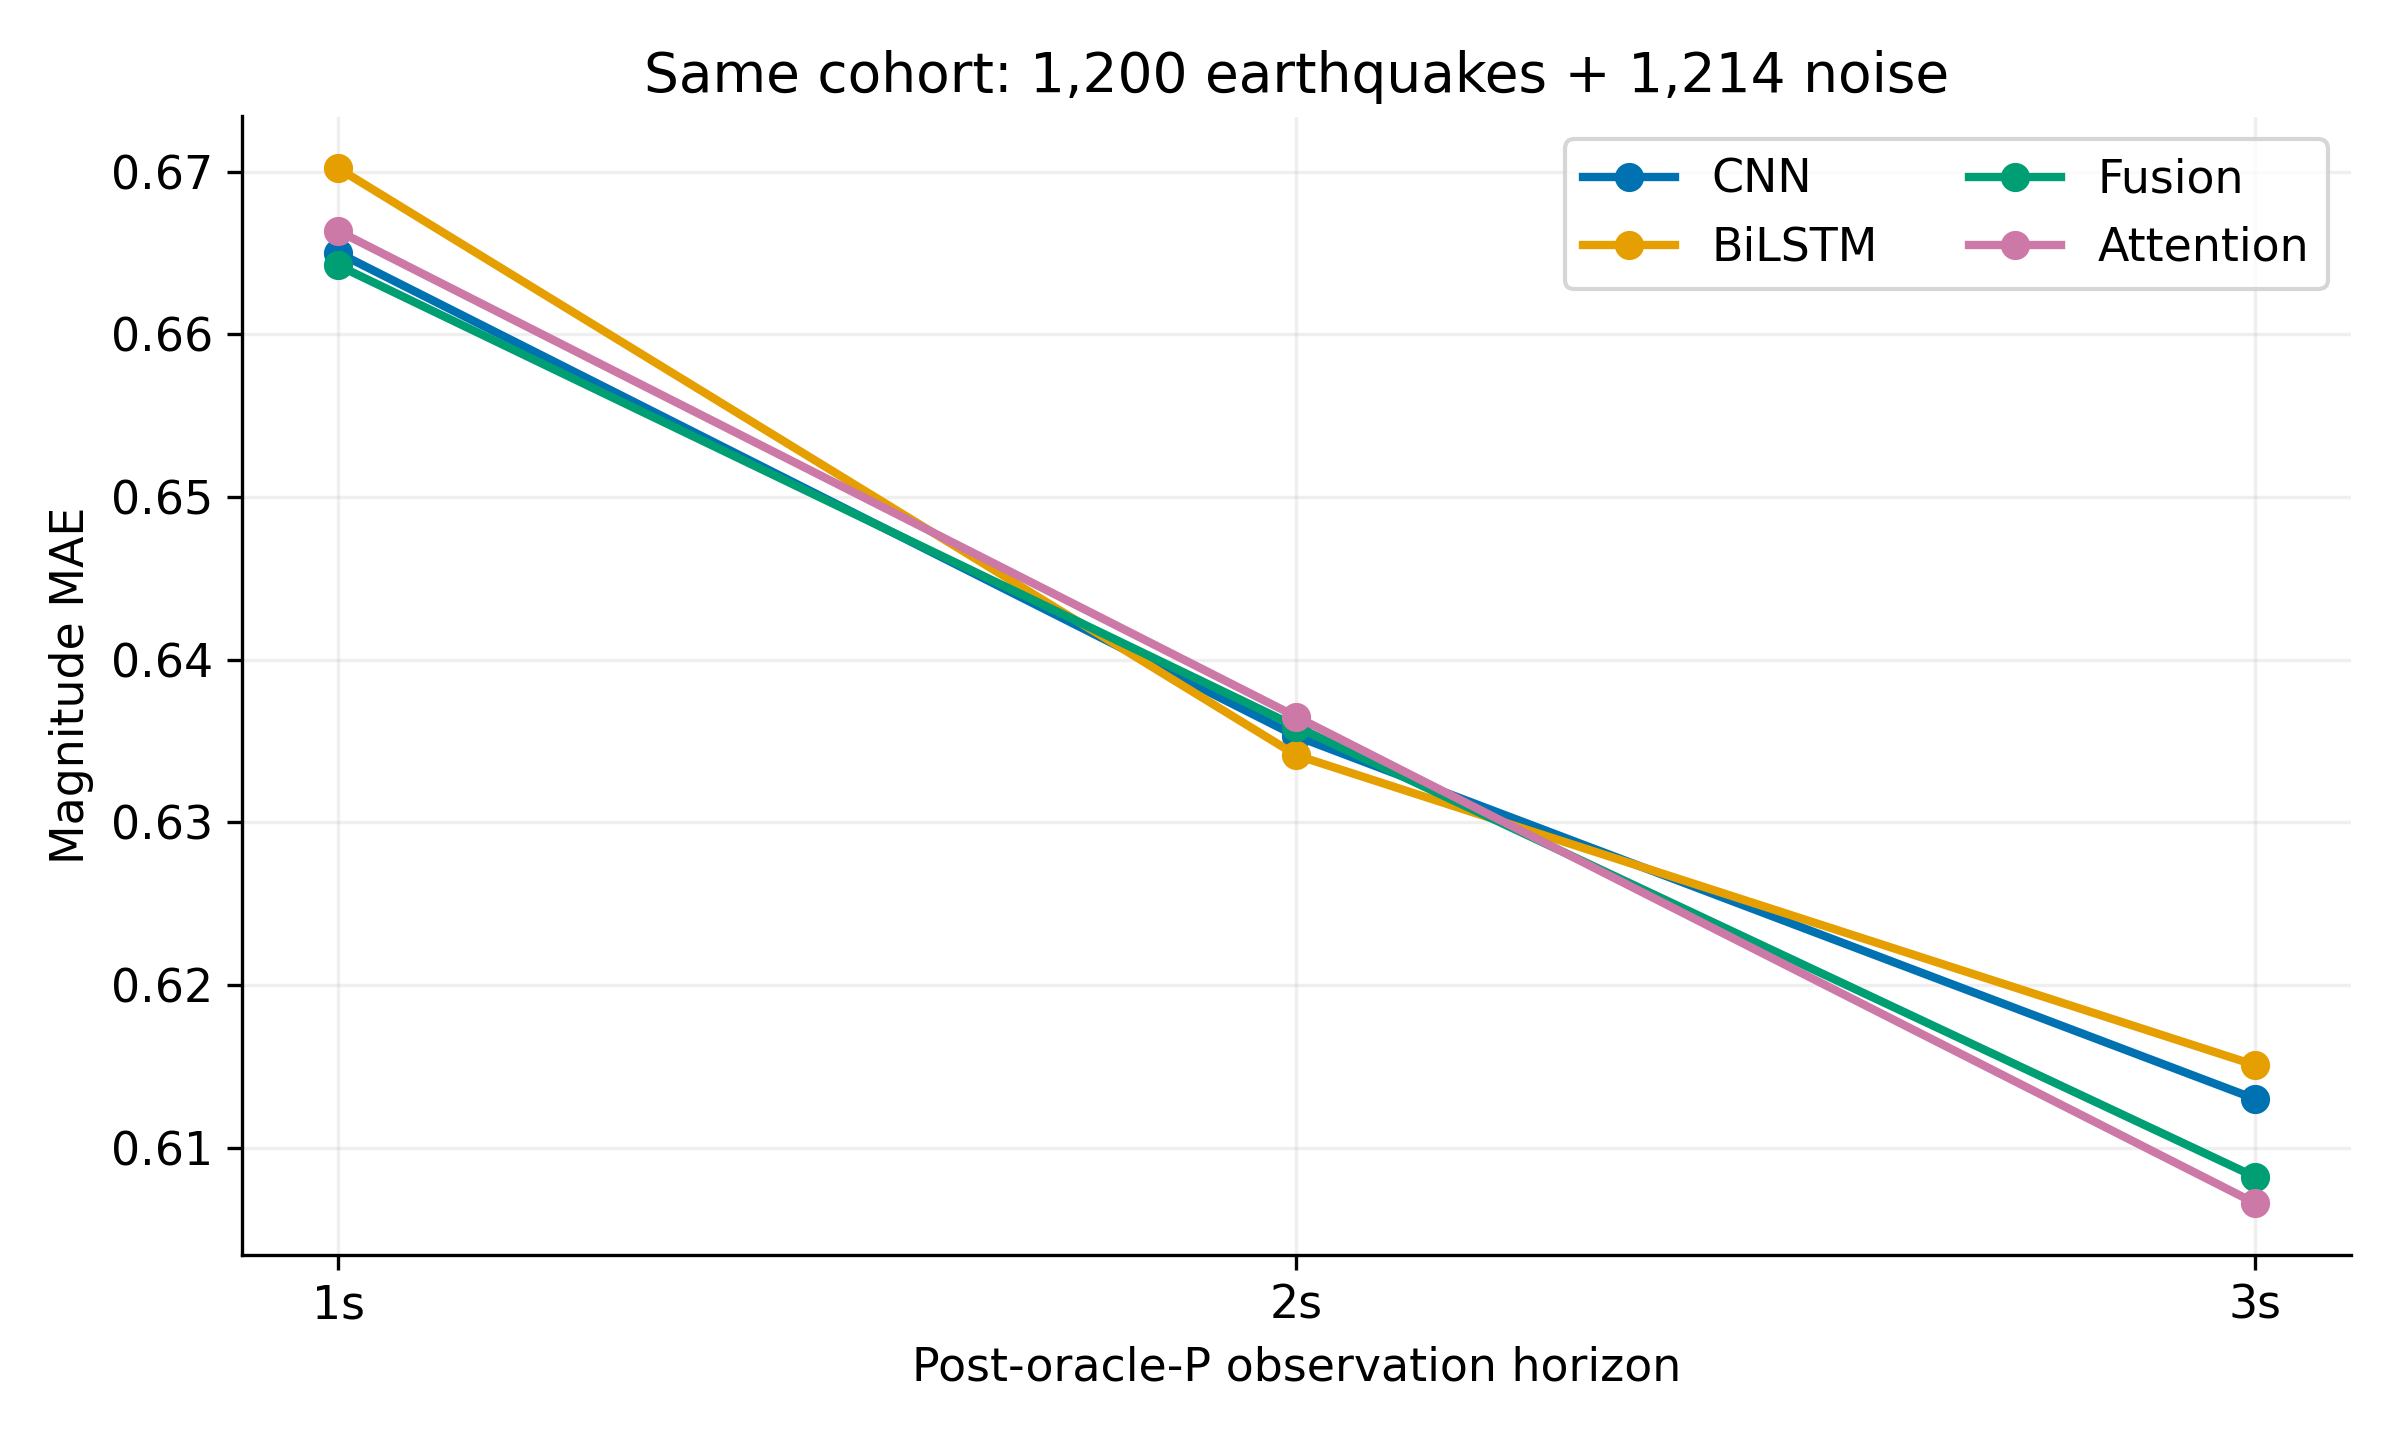 Same cohort: 1,200 earthquakes + 1,214 noise
CNN
BiLSTM
Fusion
Attention
Magnitude MAE
0.67
0.66
0.65
0.64
0.63
0.62
0.61
1s
2s
3s
Post-oracle-P observation horizon